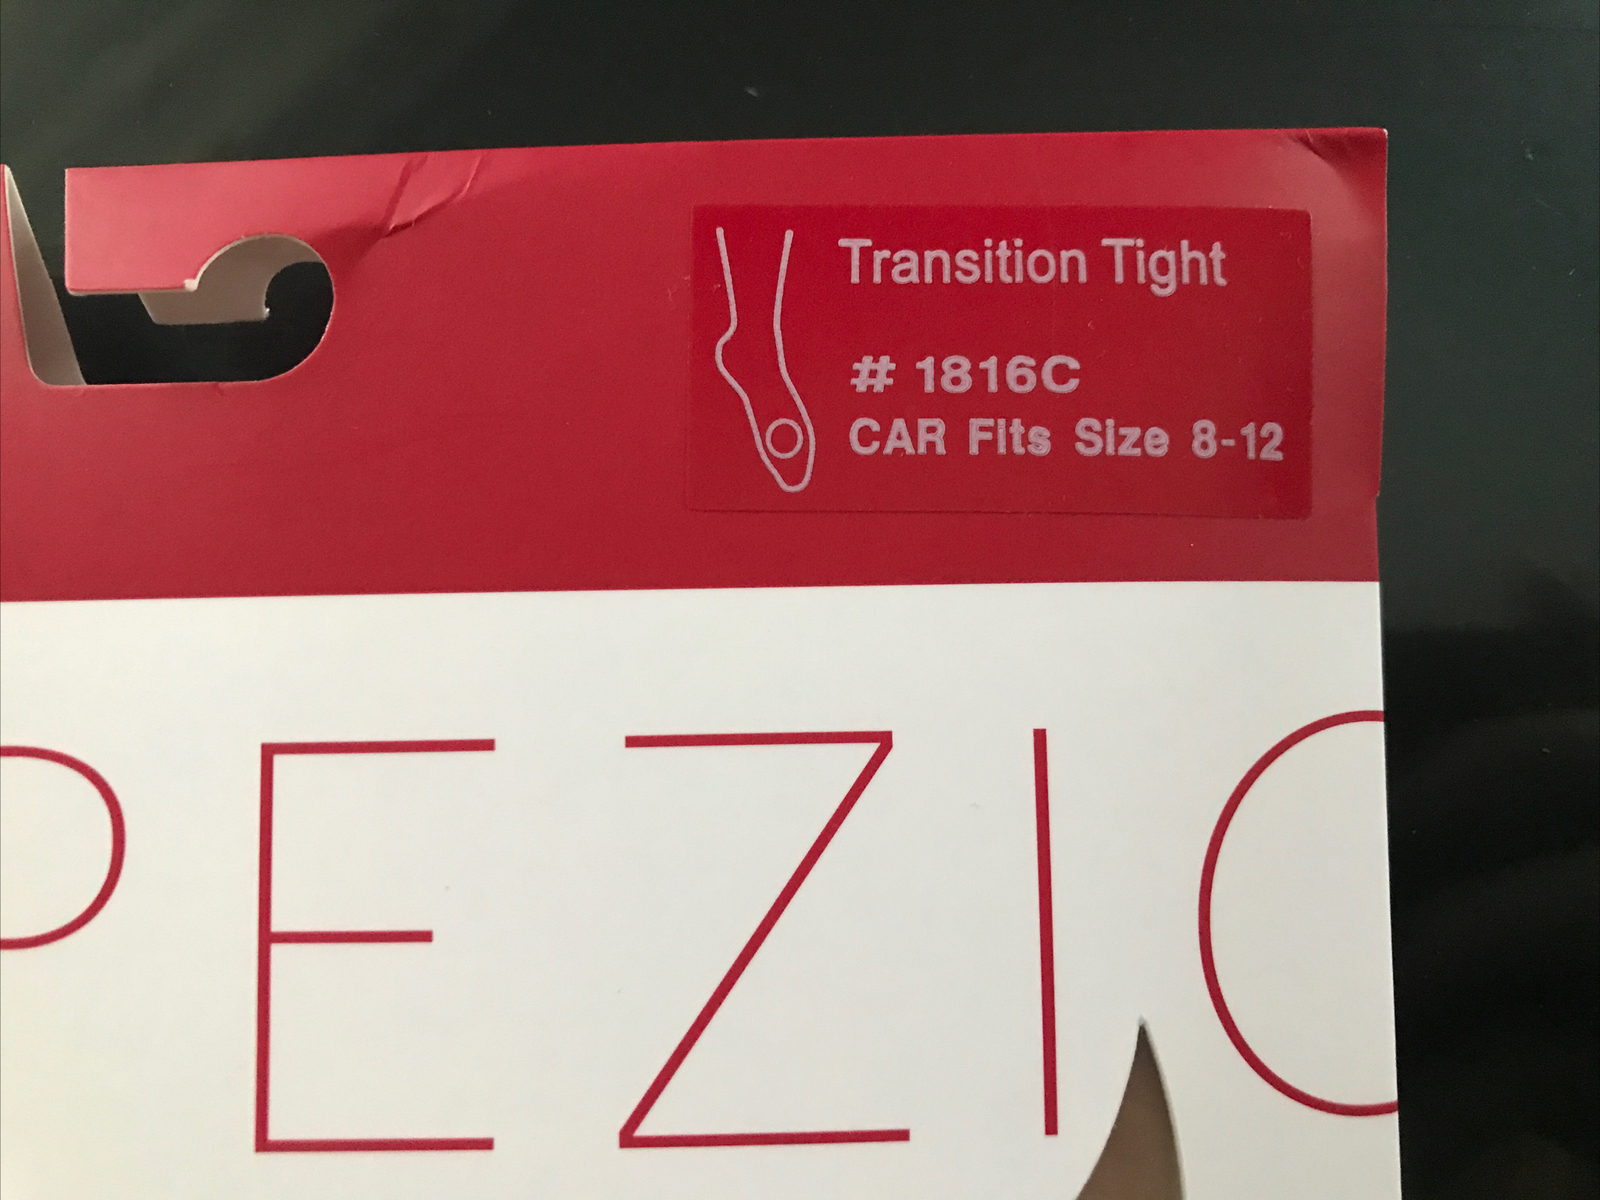 Transition Tight
# 1816C
CAR Fits Size 8-12
PEZIO